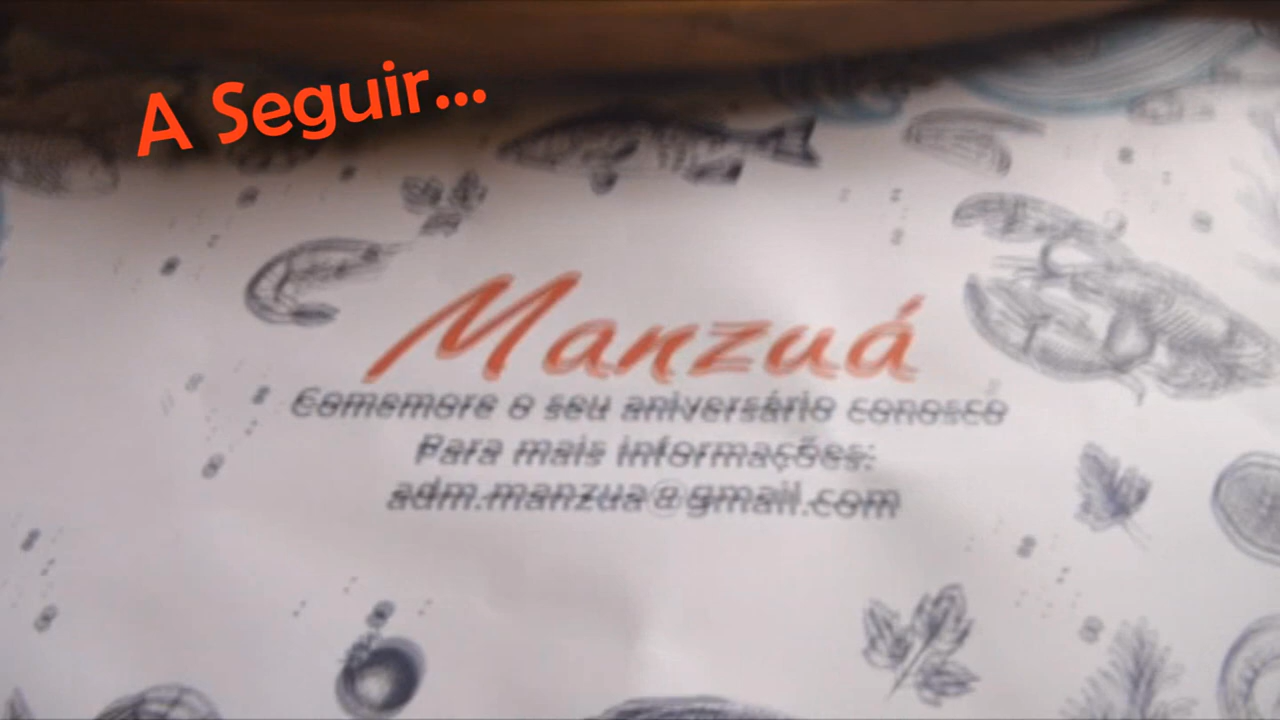 A Seguir...
Manzuá
Comemore o seu aniversário conosco
Para mais informações:
adm.manzua@gmail.com